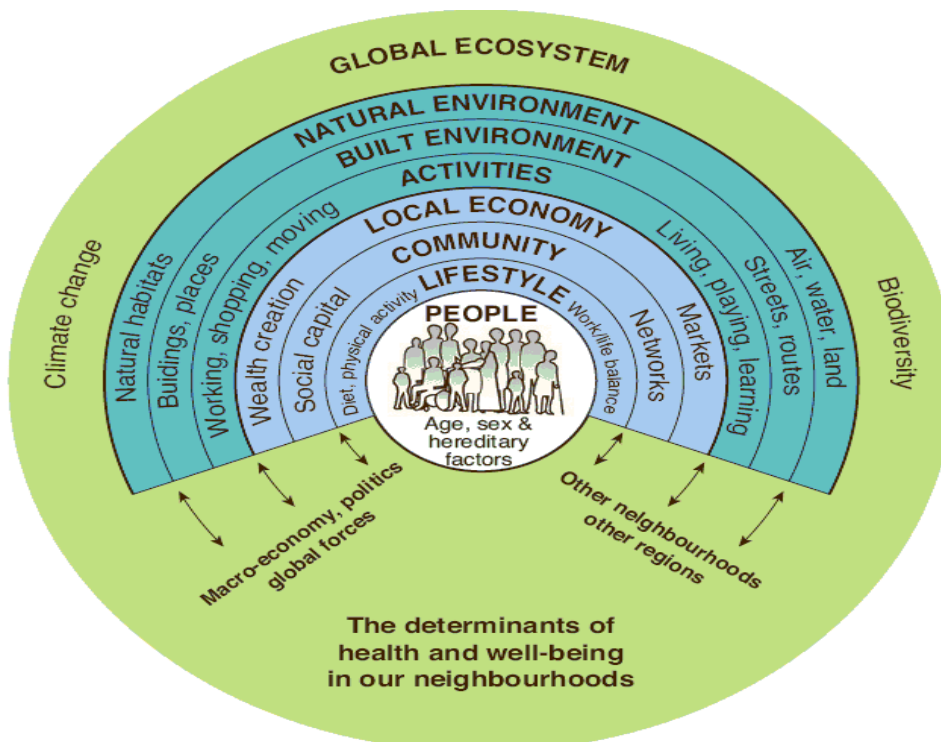 GLOBAL ECOSYSTEM
NATURAL ENVIRONMENT
BUILT ENVIRONMENT
ACTIVITIES
LOCAL ECONOMY
COMMUNITY
LIFESTYLE
PEOPLE
Age, sex &
hereditary
factors
Climate change
Natural habitats
Buidings, places
Working, shopping, moving
Wealth creation
Social capital
Diet, physical activity
Work/life balance
Networks
Markets
Living, playing, learning
Streets, routes
Air, water, land
Biodiversity
Macro-economy, politics
global forces
Other neighbourhoods
other regions
The determinants of
health and well-being
in our neighbourhoods